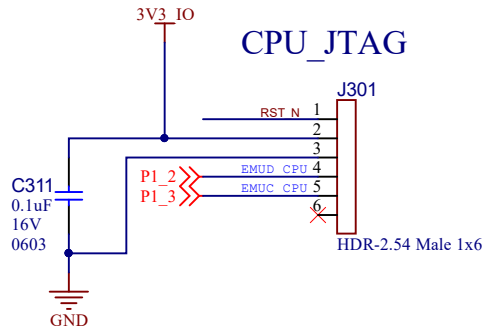 3V3_IO
CPU_JTAG
J301
RST_N 1
2
3
P1_2 EMUD_CPU 4
P1_3 EMUC_CPU 5
6
C311
0.1uF
16V
0603
HDR-2.54 Male 1x6
GND